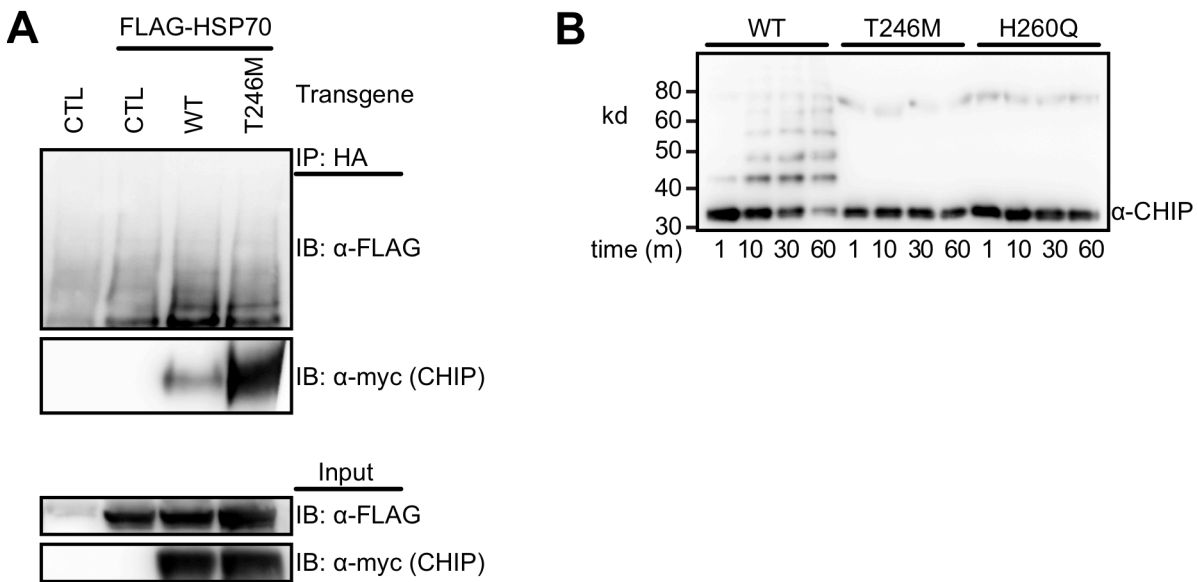 A
FLAG-HSP70
CTL
CTL
WT
T246M
Transgene
IP: HA
IB: α-FLAG
IB: α-myc (CHIP)
Input
IB: α-FLAG
IB: α-myc (CHIP)
B
WT T246M H260Q
kd
80
60
50
40
30
α-CHIP
time (m) 1 10 30 60 1 10 30 60 1 10 30 60